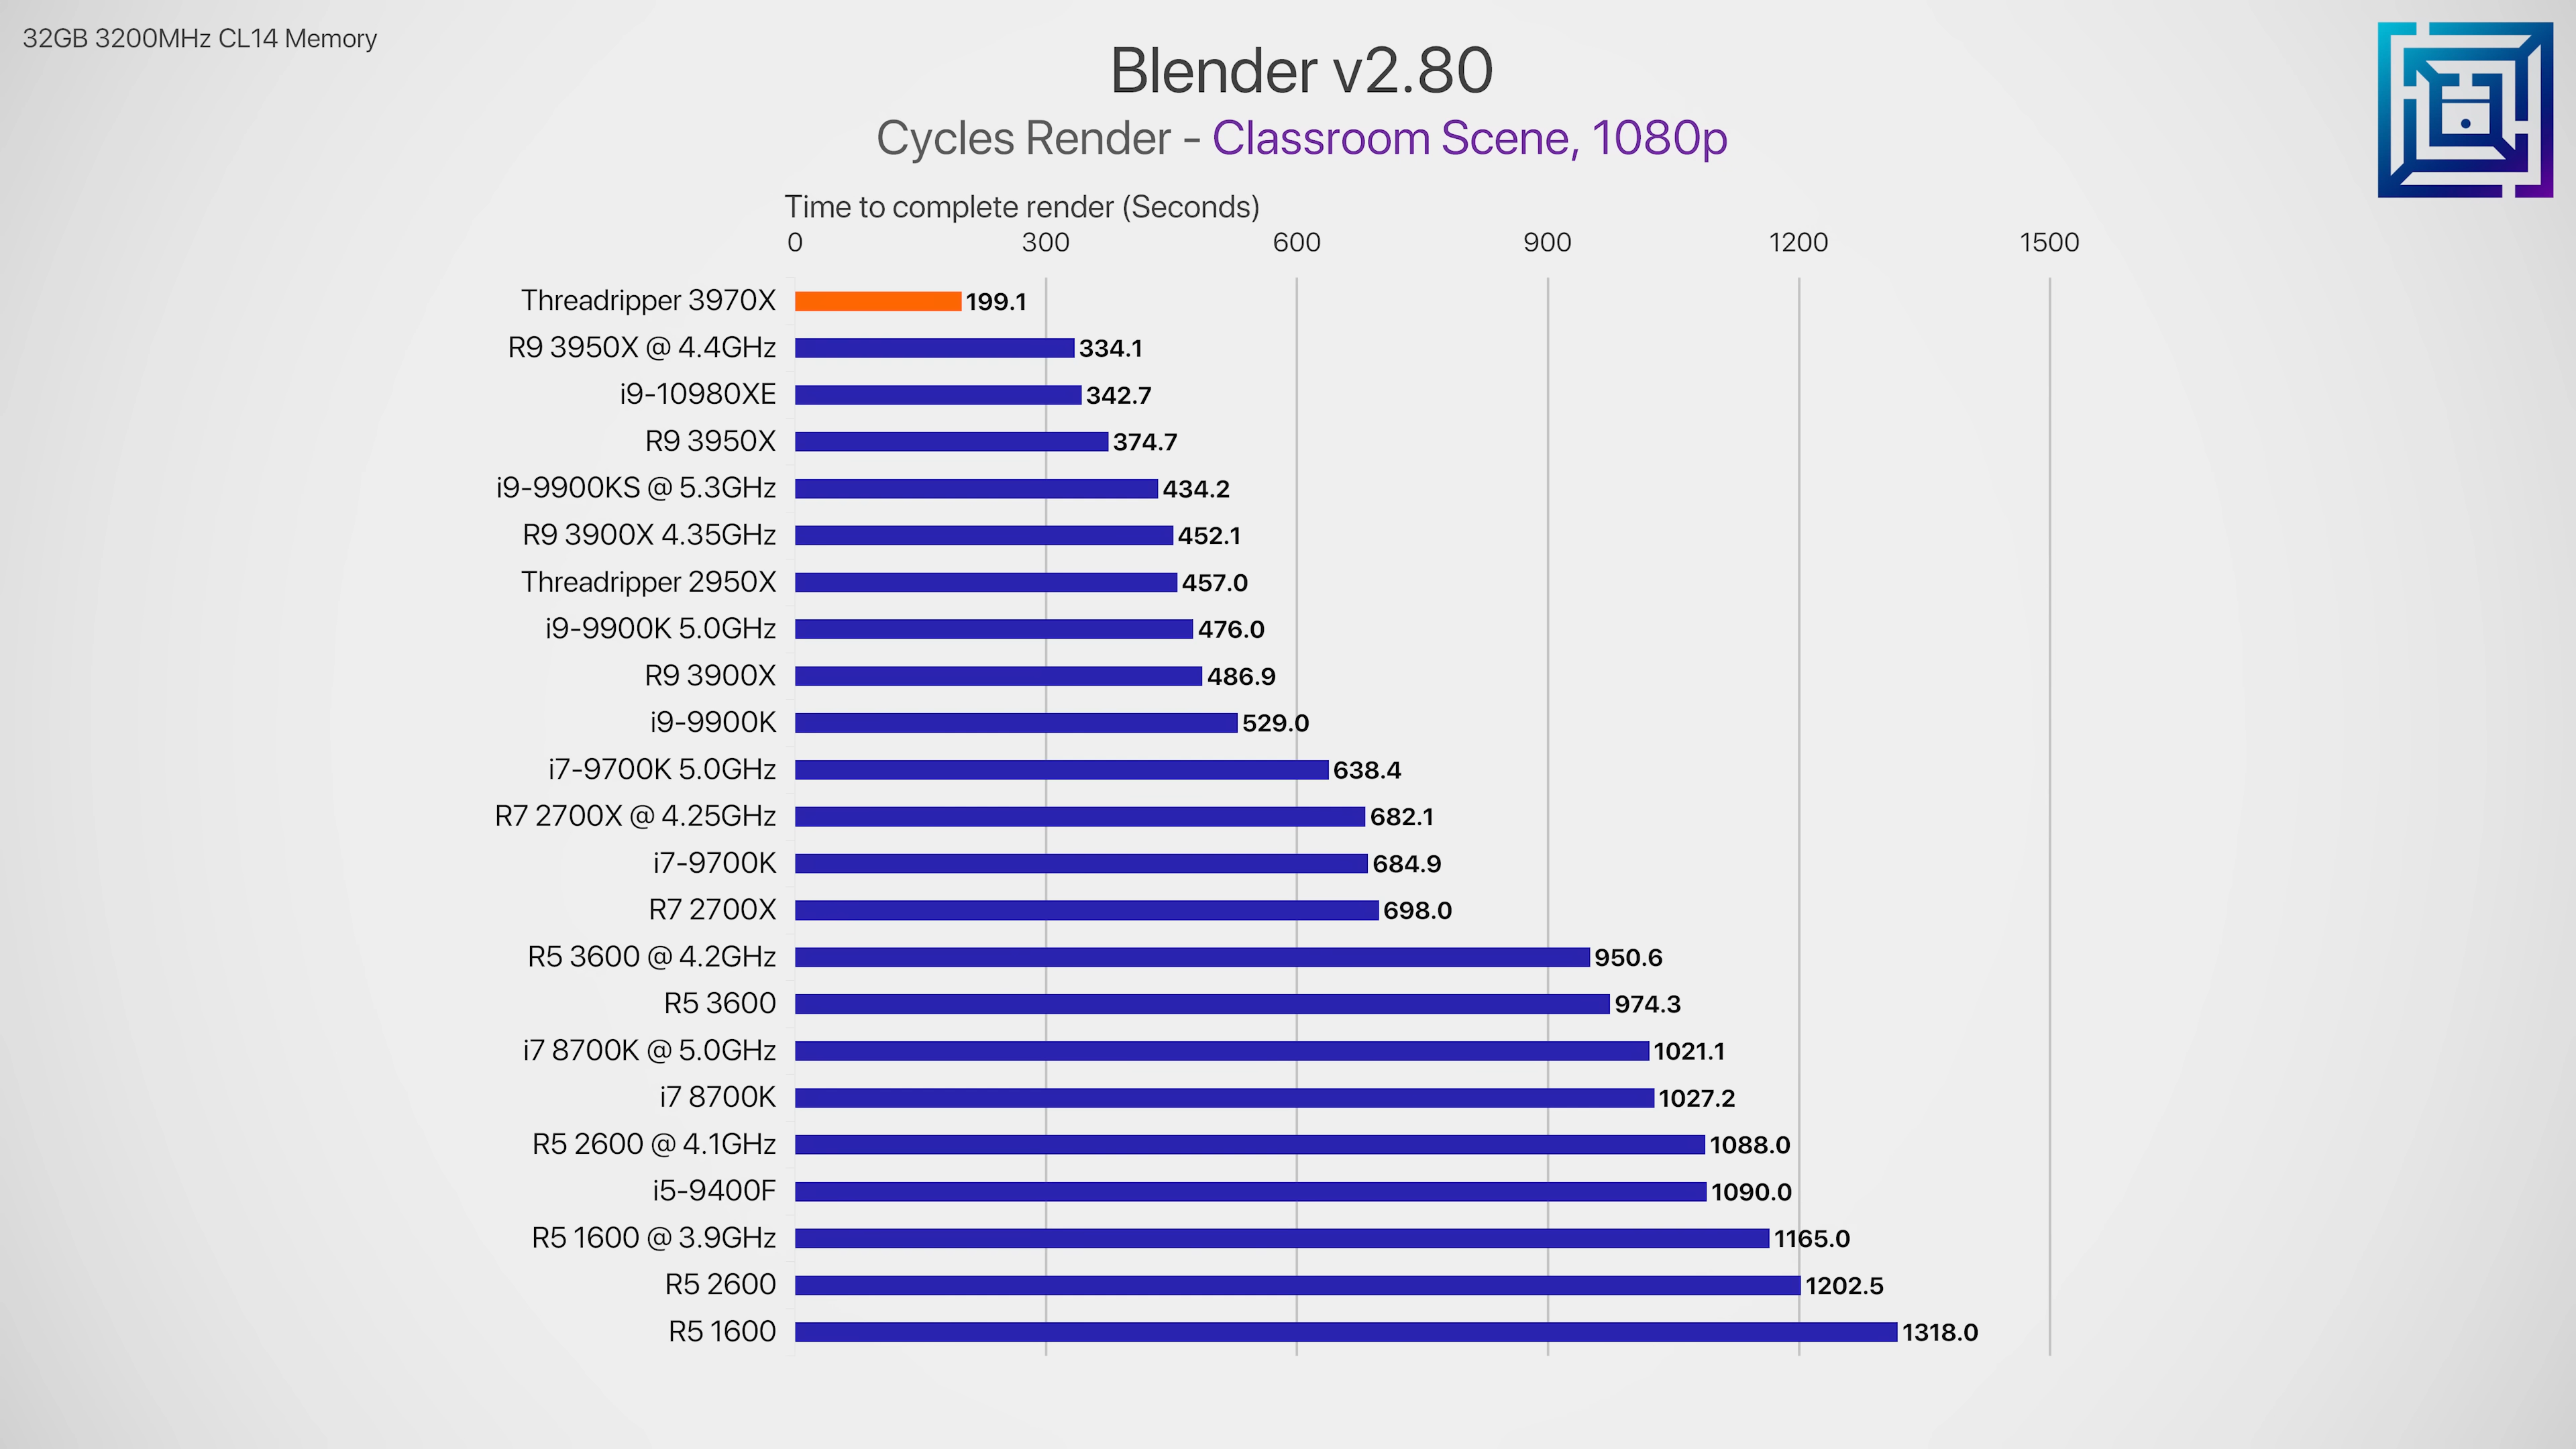 32GB 3200MHz CL14 Memory
Blender v2.80
Cycles Render - Classroom Scene, 1080p
Time to complete render (Seconds)
0 300 600 900 1200 1500
Threadripper 3970X 199.1
R9 3950X @ 4.4GHz 334.1
i9-10980XE 342.7
R9 3950X 374.7
i9-9900KS @ 5.3GHz 434.2
R9 3900X 4.35GHz 452.1
Threadripper 2950X 457.0
i9-9900K 5.0GHz 476.0
R9 3900X 486.9
i9-9900K 529.0
i7-9700K 5.0GHz 638.4
R7 2700X @ 4.25GHz 682.1
i7-9700K 684.9
R7 2700X 698.0
R5 3600 @ 4.2GHz 950.6
R5 3600 974.3
i7 8700K @ 5.0GHz 1021.1
i7 8700K 1027.2
R5 2600 @ 4.1GHz 1088.0
i5-9400F 1090.0
R5 1600 @ 3.9GHz 1165.0
R5 2600 1202.5
R5 1600 1318.0